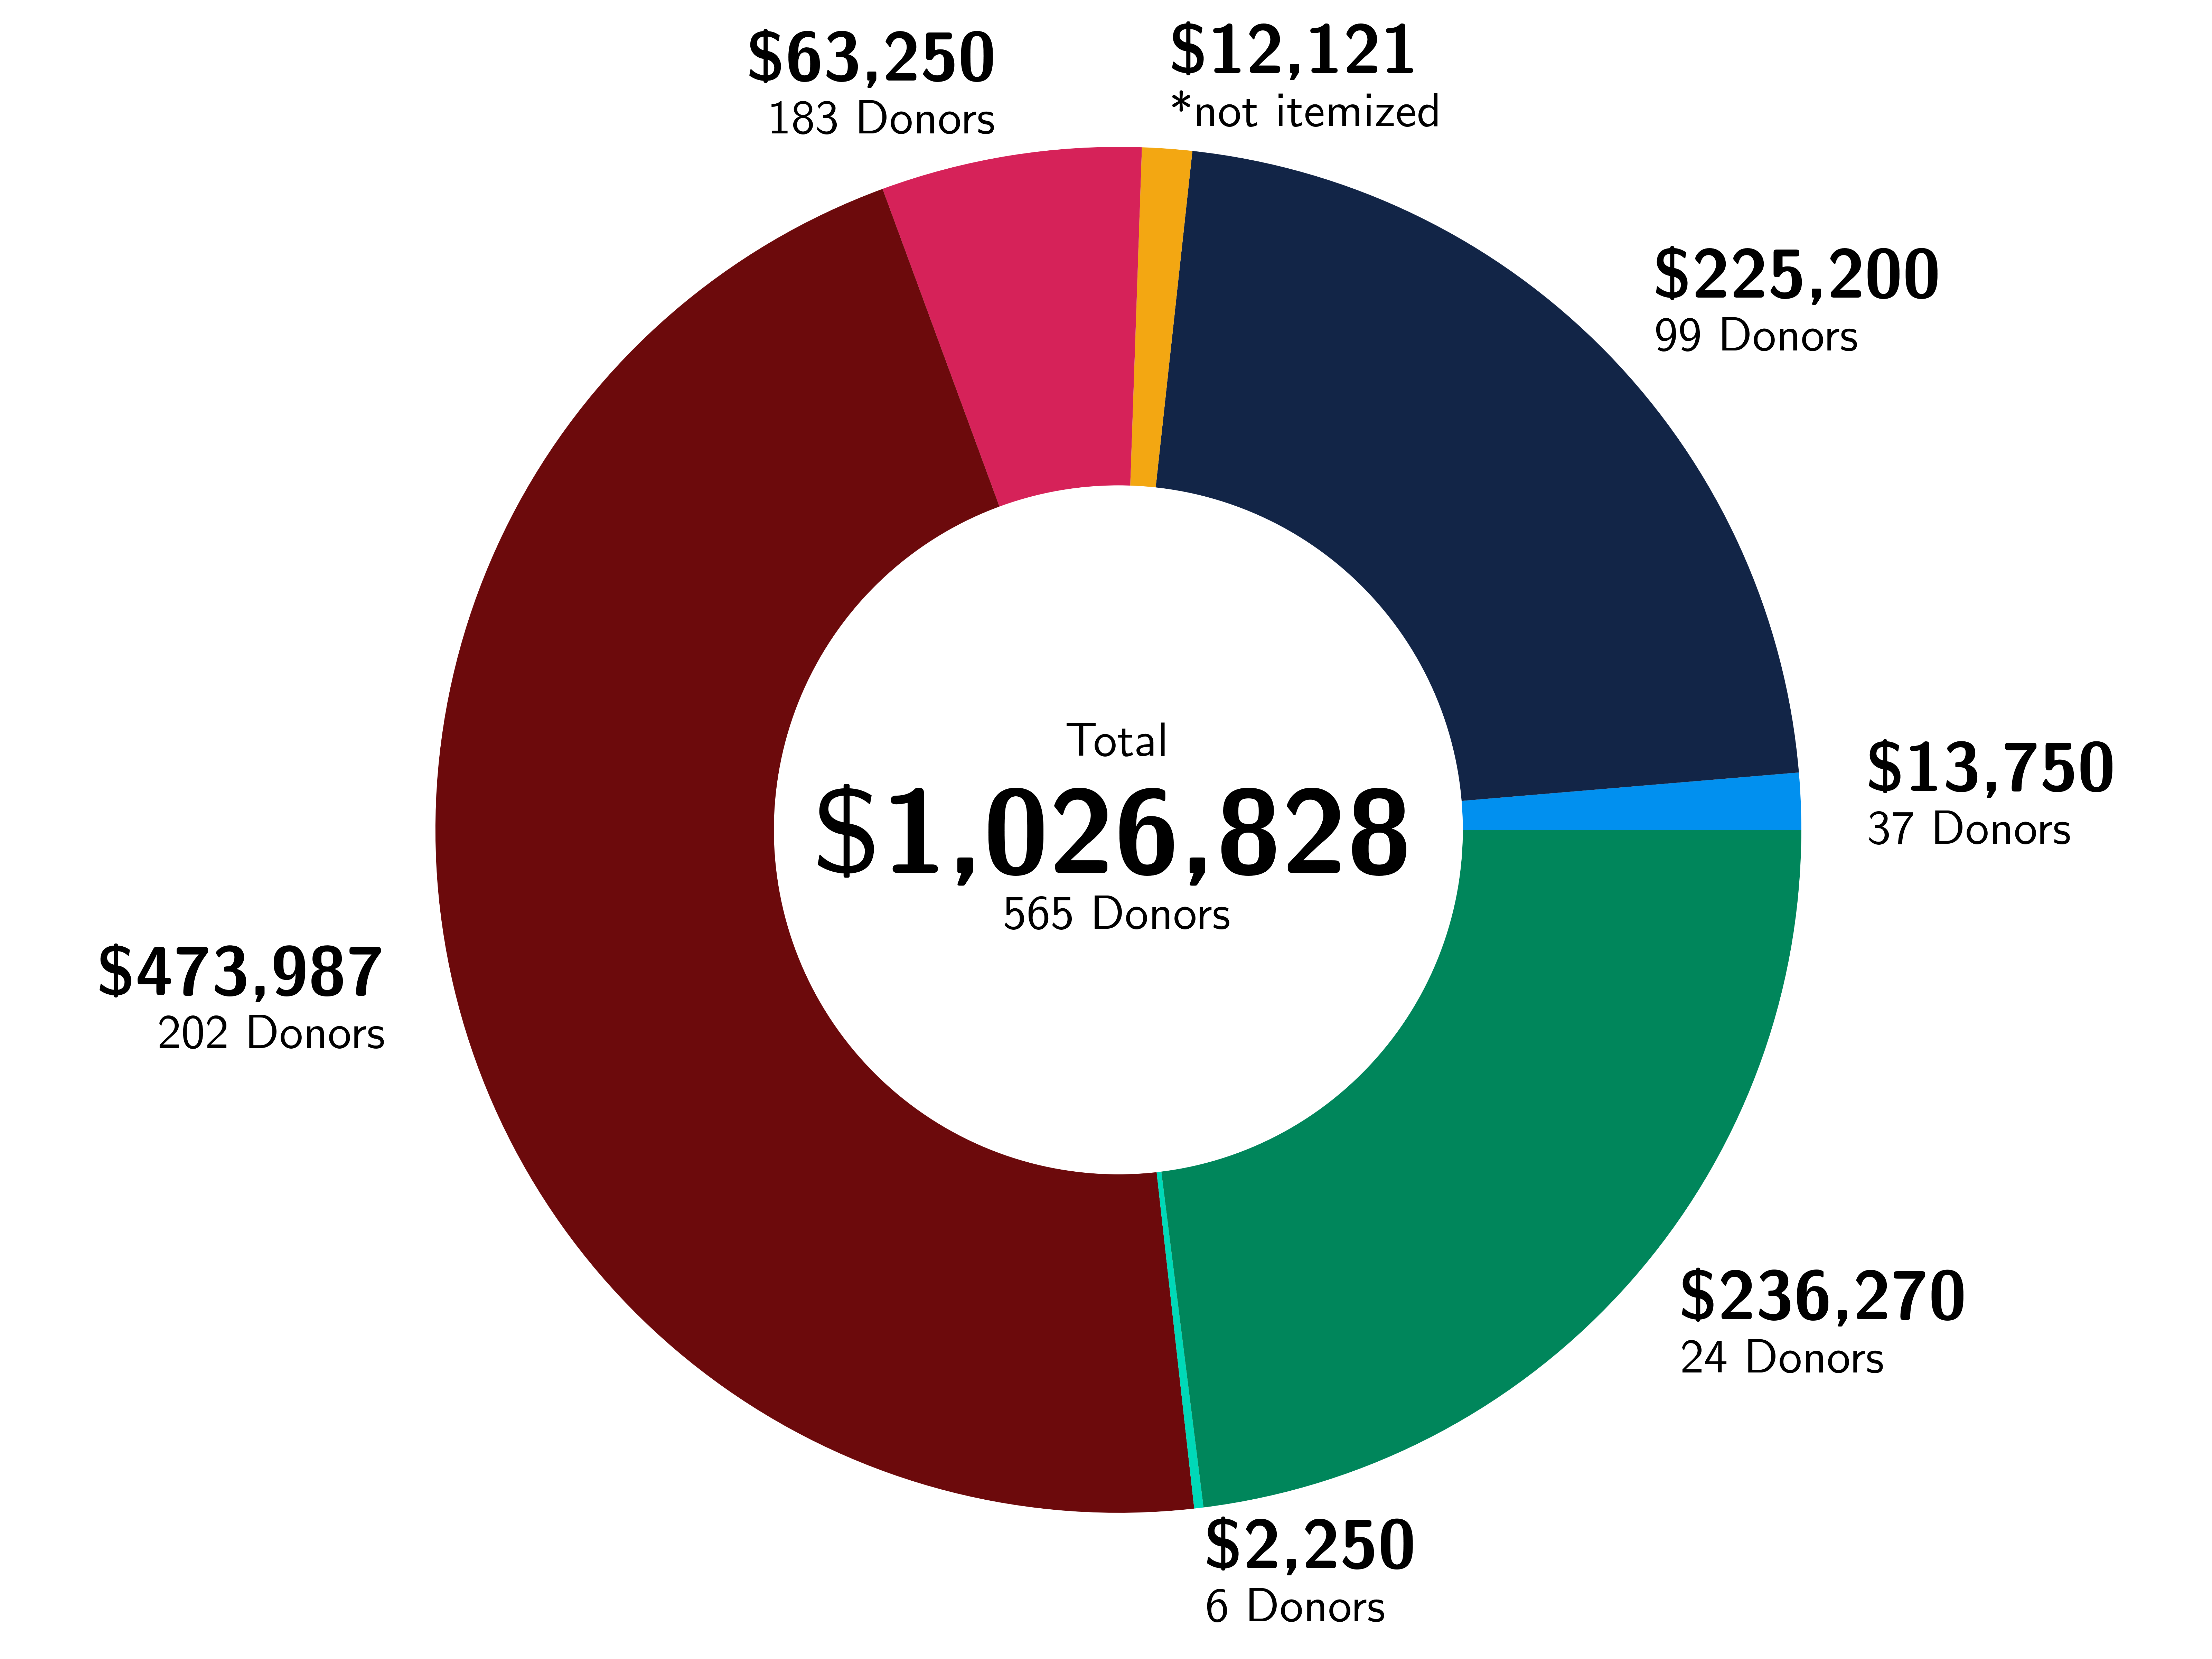 $63,250
183 Donors
$12,121
*not itemized
$225,200
99 Donors
$13,750
37 Donors
Total
$1,026,828
565 Donors
$473,987
202 Donors
$236,270
24 Donors
$2,250
6 Donors